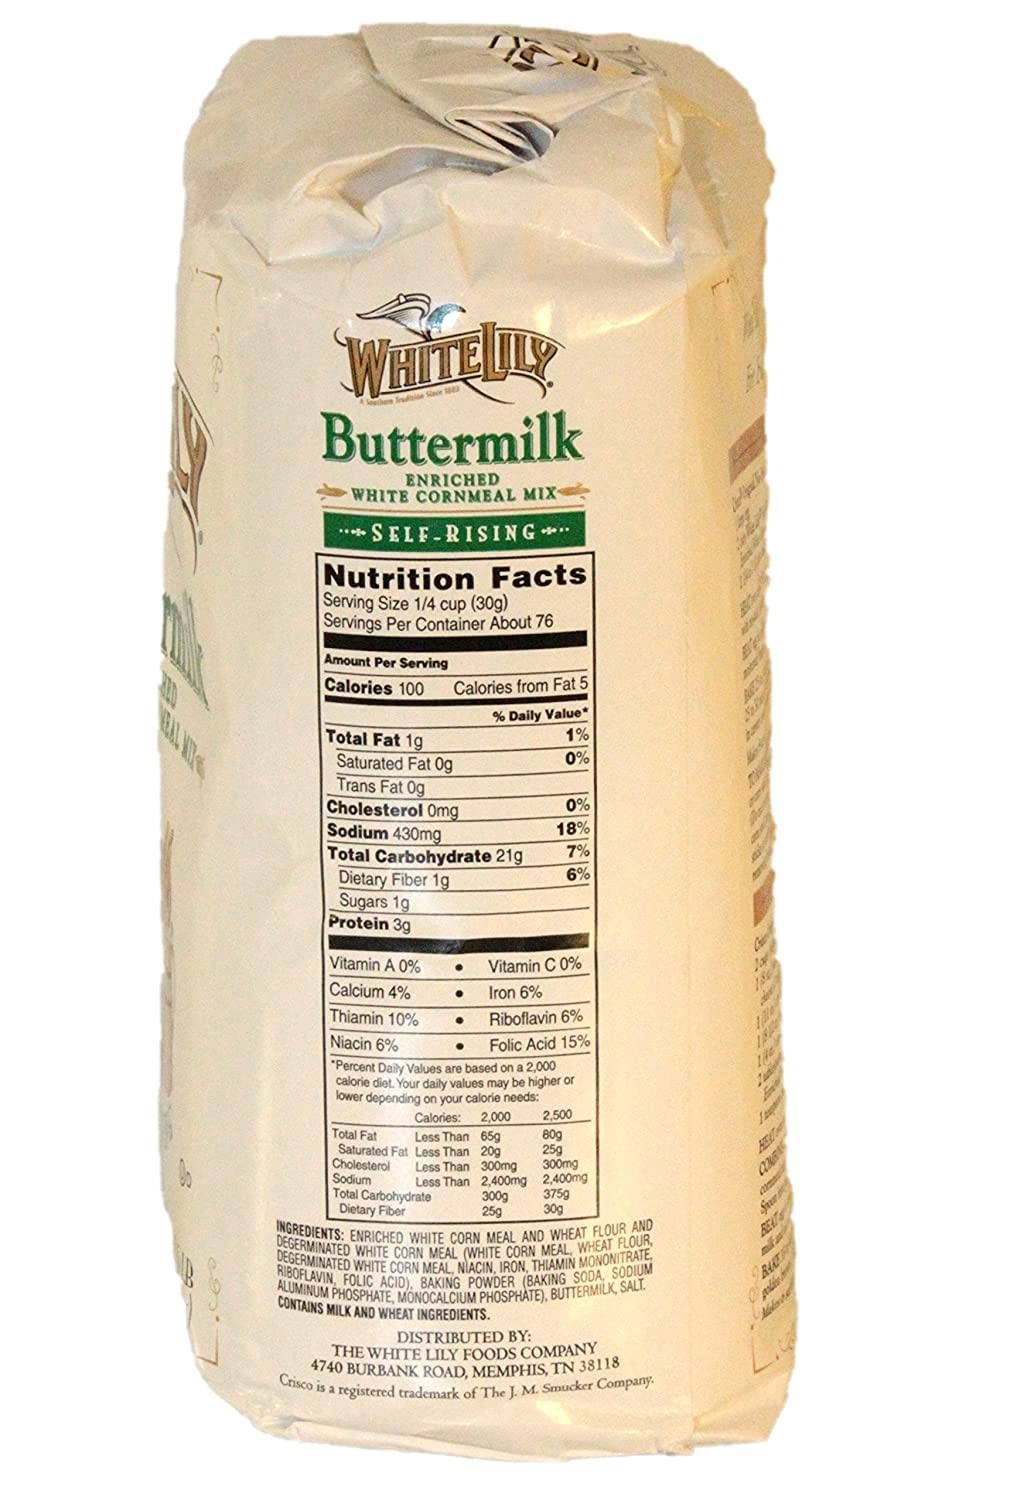 WHITE LILY
A Southern Tradition Since 1883
Buttermilk
ENRICHED
WHITE CORNMEAL MIX
SELF-RISING
Nutrition Facts
Serving Size 1/4 cup (30g)
Servings Per Container About 76
Amount Per Serving
Calories 100 Calories from Fat 5
% Daily Value*
Total Fat 1g 1%
Saturated Fat 0g 0%
Trans Fat 0g
Cholesterol 0mg 0%
Sodium 430mg 18%
Total Carbohydrate 21g 7%
Dietary Fiber 1g 6%
Sugars 1g
Protein 3g
Vitamin A 0% • Vitamin C 0%
Calcium 4% • Iron 6%
Thiamin 10% • Riboflavin 6%
Niacin 6% • Folic Acid 15%
*Percent Daily Values are based on a 2,000
calorie diet. Your daily values may be higher or
lower depending on your calorie needs:
Calories: 2,000 2,500
Total Fat Less Than 65g 80g
Saturated Fat Less Than 20g 25g
Cholesterol Less Than 300mg 300mg
Sodium Less Than 2,400mg 2,400mg
Total Carbohydrate 300g 375g
Dietary Fiber 25g 30g
INGREDIENTS: ENRICHED WHITE CORN MEAL AND WHEAT FLOUR AND
DEGERMINATED WHITE CORN MEAL (WHITE CORN MEAL, WHEAT FLOUR,
DEGERMINATED WHITE CORN MEAL, NIACIN, IRON, THIAMIN MONONITRATE,
RIBOFLAVIN, FOLIC ACID), BAKING POWDER (BAKING SODA, SODIUM
ALUMINUM PHOSPHATE, MONOCALCIUM PHOSPHATE), BUTTERMILK, SALT.
CONTAINS MILK AND WHEAT INGREDIENTS.
DISTRIBUTED BY:
THE WHITE LILY FOODS COMPANY
4740 BURBANK ROAD, MEMPHIS, TN 38118
Crisco is a registered trademark of The J. M. Smucker Company.